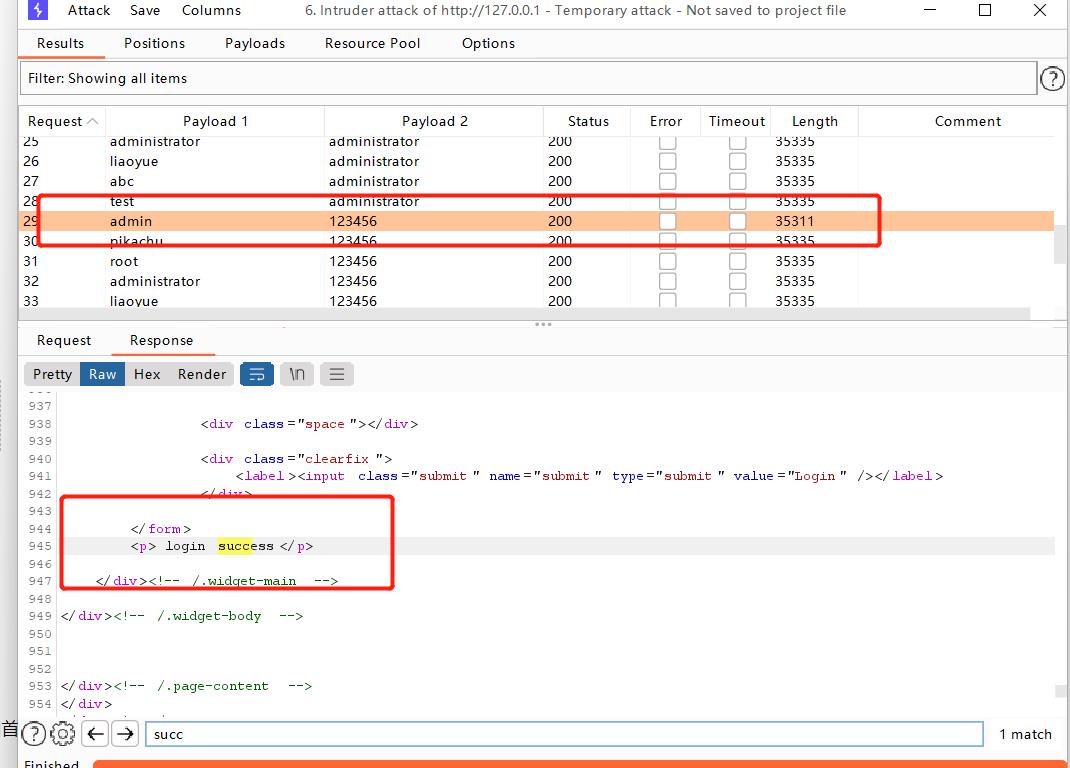 Attack Save Columns 6. Intruder attack of http://127.0.0.1 - Temporary attack - Not saved to project file
Results Positions Payloads Resource Pool Options
Filter: Showing all items
?
Request Payload 1 Payload 2 Status Error Timeout Length Comment
25 administrator administrator 200 35335
26 liaoyue administrator 200 35335
27 abc administrator 200 35335
28 test administrator 200 35335
29 admin 123456 200 35311
30 pikachu 123456 200 35335
31 root 123456 200 35335
32 administrator 123456 200 35335
33 liaoyue 123456 200 35335
Request Response
Pretty Raw Hex Render \n
937
938 <div class="space"></div>
939
940 <div class="clearfix">
941 <label><input class="submit" name="submit" type="submit" value="Login" /></label>
942 </div>
943
944 </form>
945 <p> login success</p>
946
947 </div><!-- /.widget-main -->
948
949 </div><!-- /.widget-body -->
950
951
952
953 </div><!-- /.page-content -->
954 </div>
首 ? succ 1 match
Finished